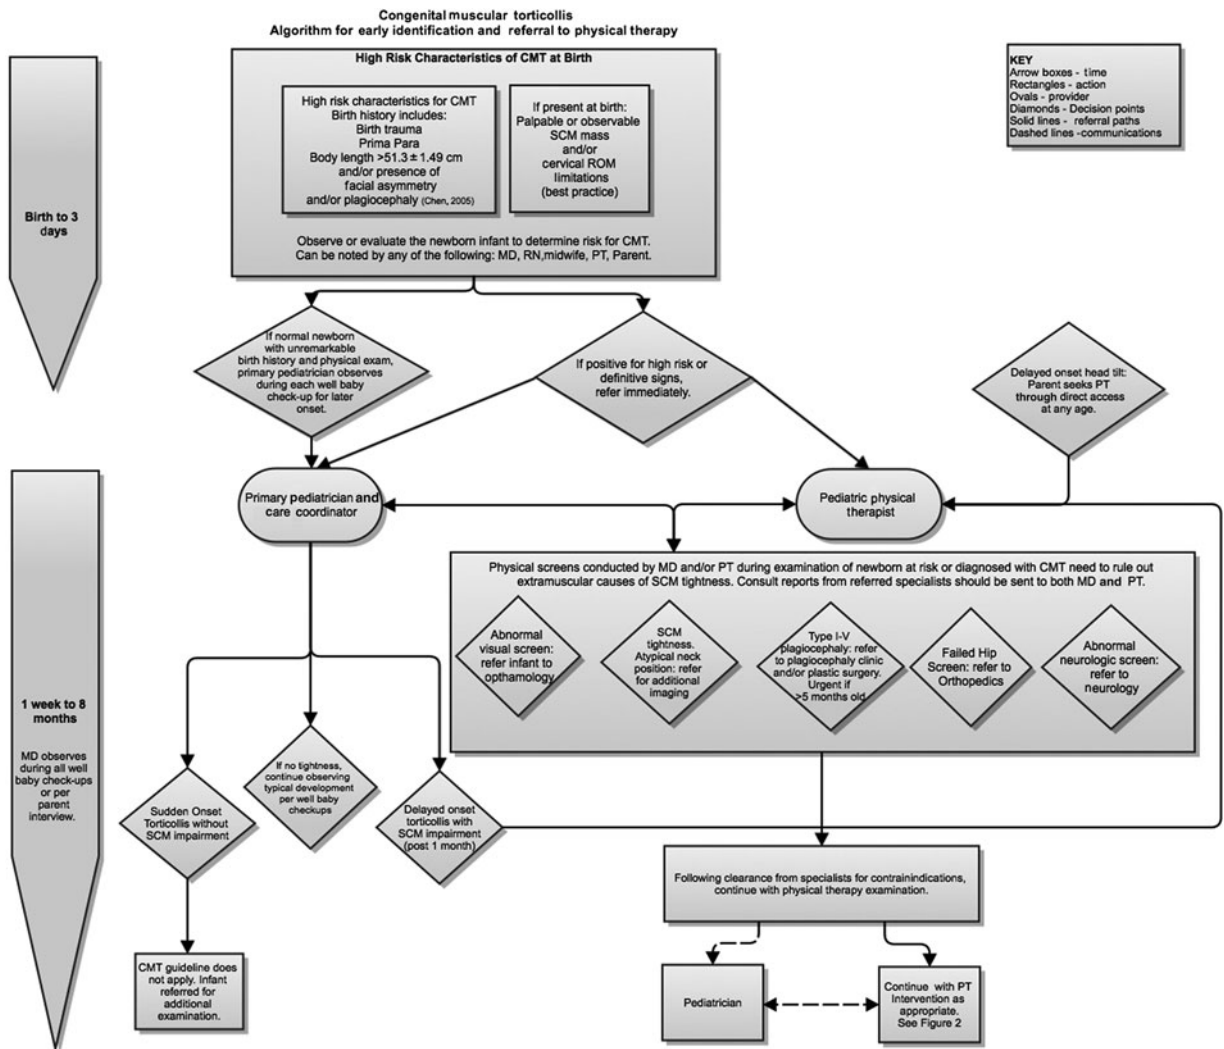 Congenital muscular torticollis
Algorithm for early identification and referral to physical therapy
High Risk Characteristics of CMT at Birth
High risk characteristics for CMT
Birth history includes:
Birth trauma
Prima Para
Body length >51.3 ± 1.49 cm
and/or presence of
facial asymmetry
and/or plagiocephaly (Chen, 2005)
If present at birth:
Palpable or observable
SCM mass
and/or
cervical ROM
limitations
(best practice)
Observe or evaluate the newborn infant to determine risk for CMT.
Can be noted by any of the following: MD, RN,midwife, PT, Parent.
KEY
Arrow boxes - time
Rectangles - action
Ovals - provider
Diamonds - Decision points
Solid lines - referral paths
Dashed lines -communications
Birth to 3
days
If normal newborn
with unremarkable
birth history and physical exam,
primary pediatrician observes
during each well baby
check-up for later
onset.
If positive for high risk or
definitive signs,
refer immediately.
Delayed onset head tilt:
Parent seeks PT
through direct access
at any age.
Primary pediatrician and
care coordinator
Pediatric physical
therapist
Physical screens conducted by MD and/or PT during examination of newborn at risk or diagnosed with CMT need to rule out
extramuscular causes of SCM tightness. Consult reports from referred specialists should be sent to both MD and PT.
Abnormal
visual screen:
refer infant to
opthamology
SCM
tightness.
Atypical neck
position: refer
for additional
imaging
Type I-V
plagiocephaly: refer
to plagiocephaly clinic
and/or plastic surgery.
Urgent if
>5 months old
Failed Hip
Screen: refer to
Orthopedics
Abnormal
neurologic screen:
refer to
neurology
1 week to 8
months
MD observes
during all well
baby check-ups
or per
parent
interview.
Sudden Onset
Torticollis without
SCM impairment
If no tightness,
continue observing
typical development
per well baby
checkups
Delayed onset
torticollis with
SCM impairment
(post 1 month)
Following clearance from specialists for contrainindications,
continue with physical therapy examination.
CMT guideline does
not apply. Infant
referred for
additional
examination.
Pediatrician
Continue with PT
Intervention as
appropriate.
See Figure 2